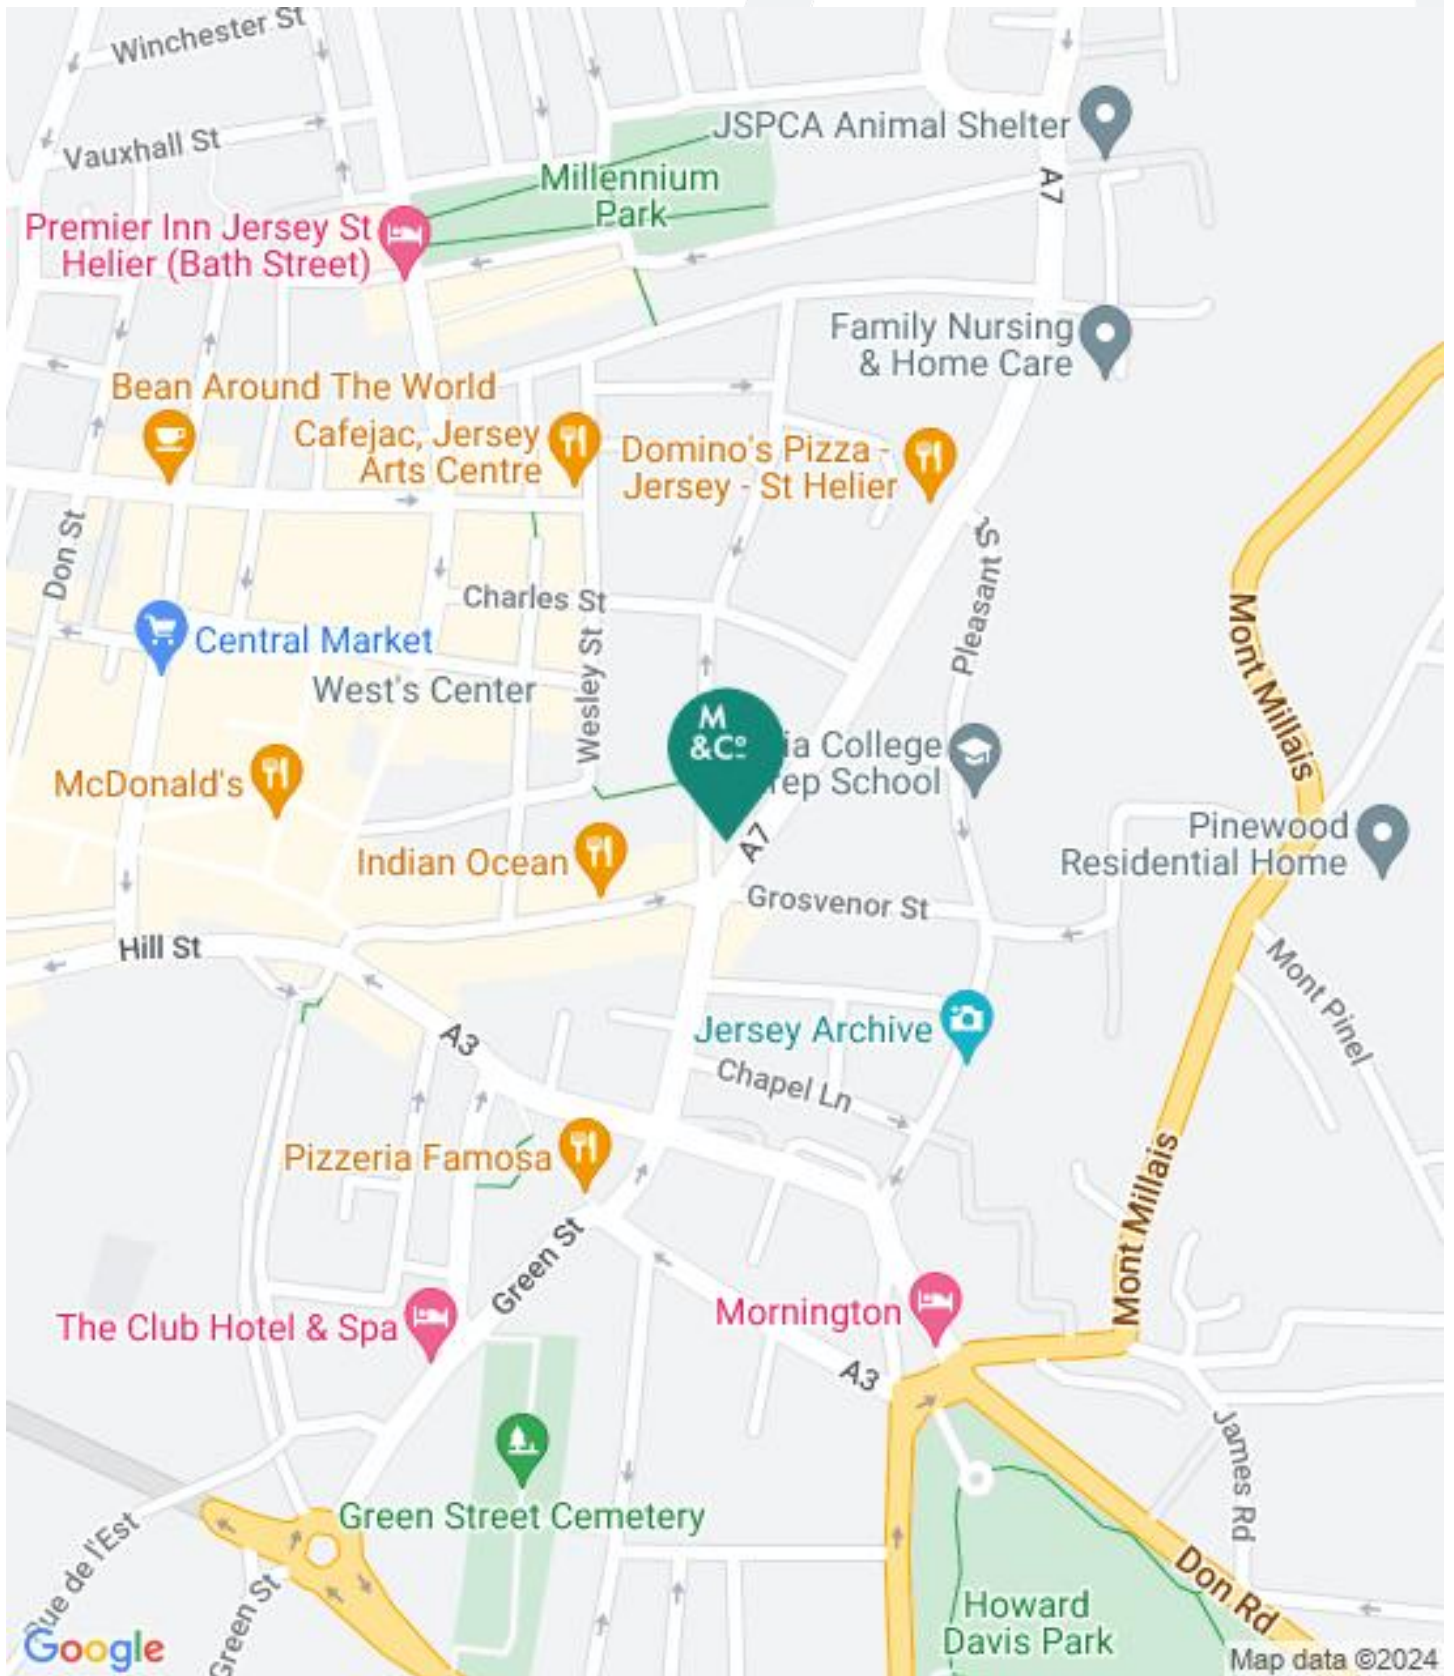 Winchester St
JSPCA Animal Shelter
Vauxhall St
Millennium
Park
A7
Premier Inn Jersey St
Helier (Bath Street)
Family Nursing
& Home Care
Bean Around The World
Cafejac, Jersey
Arts Centre
Domino's Pizza -
Jersey - St Helier
Don St
Pleasant S
Charles St
Mont Millais
Central Market
Wesley St
West's Center
M
&Cº
ia College
rep School
McDonald's
A7
Pinewood
Residential Home
Indian Ocean
Grosvenor St
Hill St
Mont Pinel
Jersey Archive
A3
Chapel Ln
Pizzeria Famosa
Mont Millais
Green St
The Club Hotel & Spa
Mornington
A3
James Rd
Green Street Cemetery
Rue de l'Est
Don Rd
Green St
Howard
Davis Park
Google
Map data ©2024